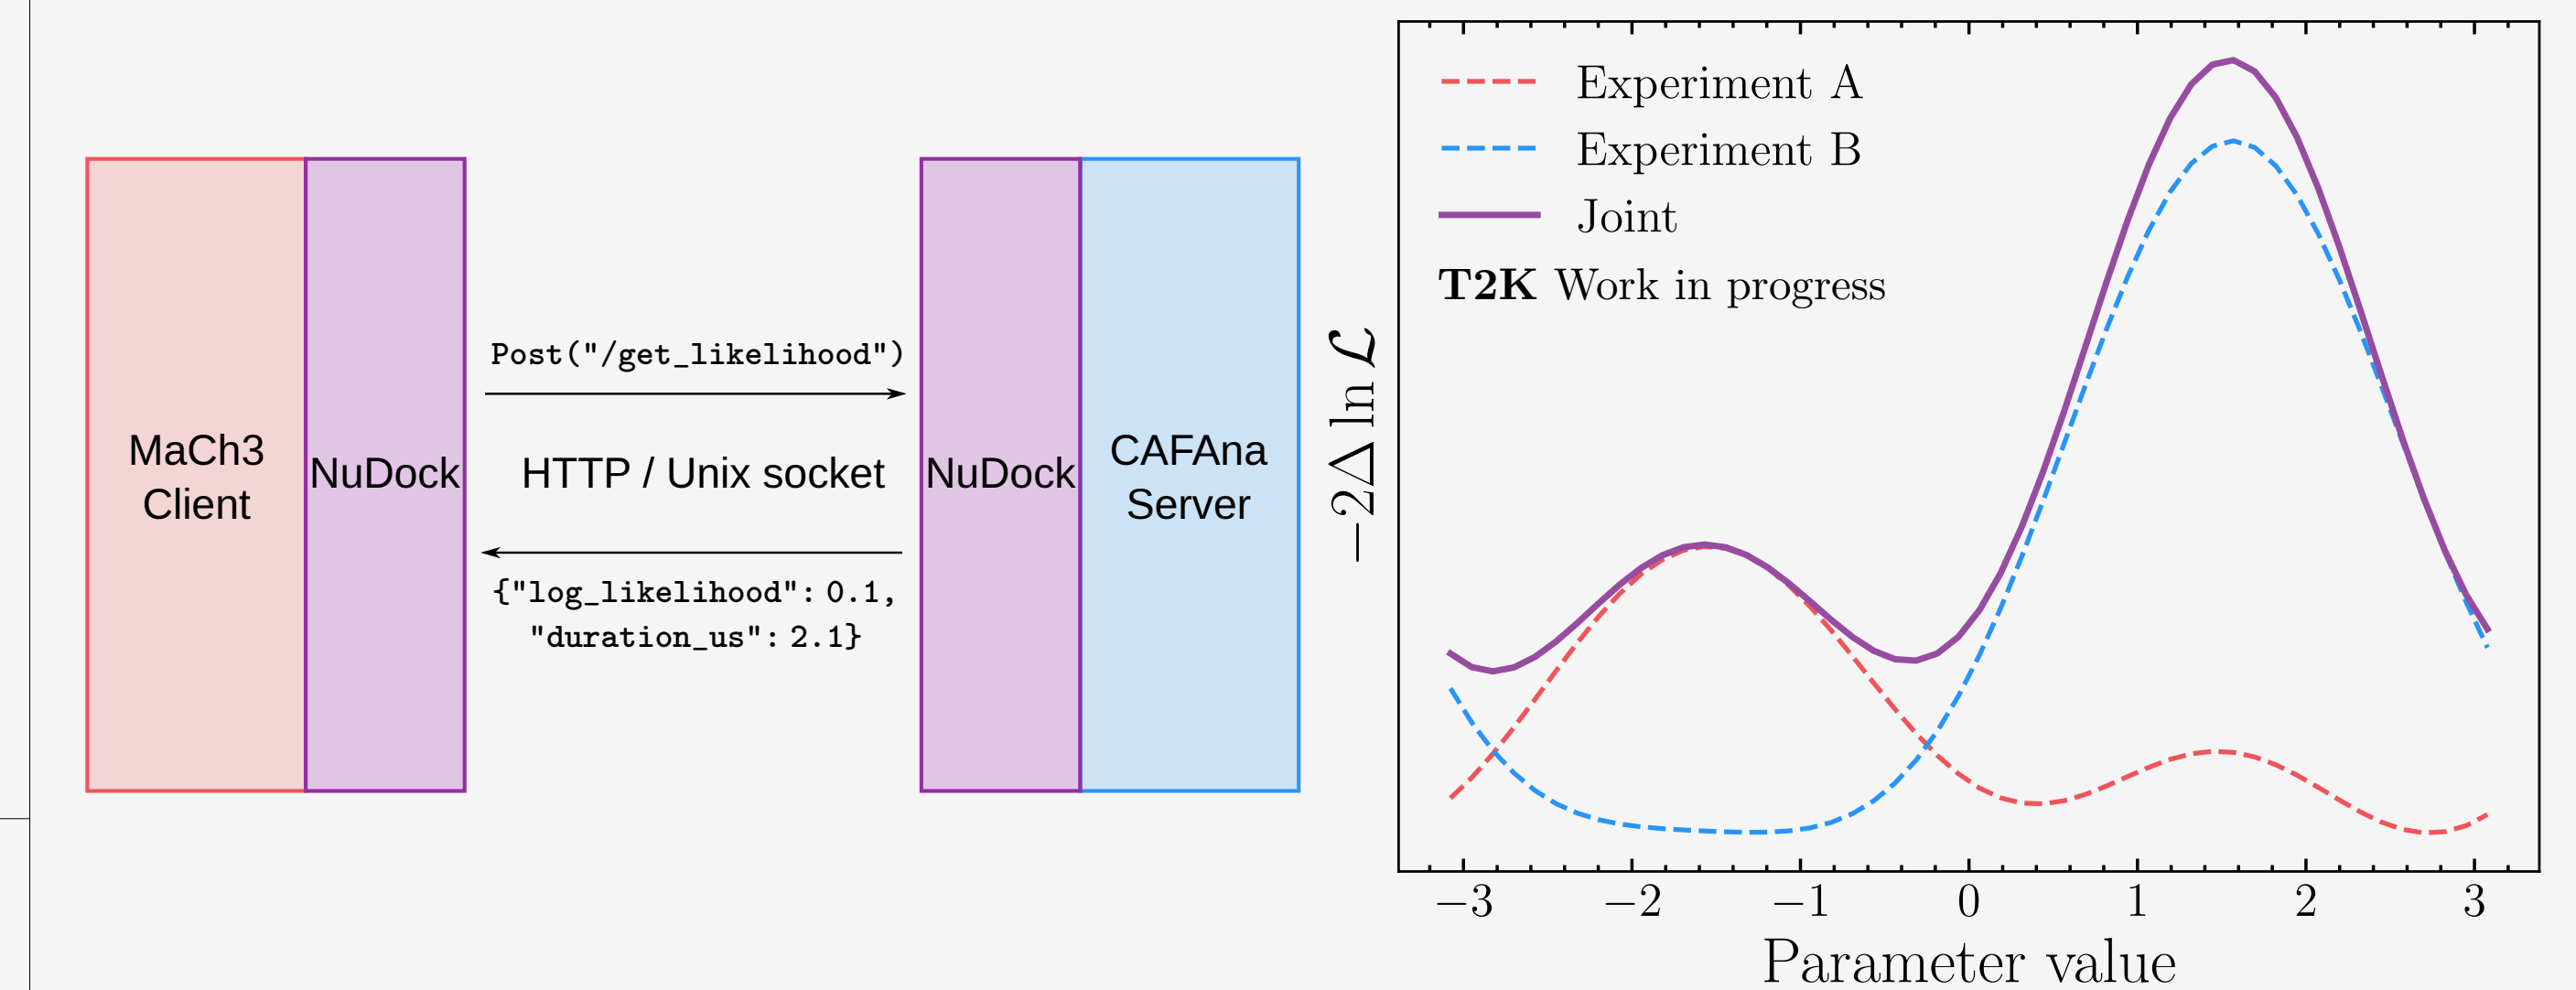 MaCh3
Client
NuDock
Post("/get_likelihood")
HTTP / Unix socket
{"log_likelihood": 0.1,
"duration_us": 2.1}
NuDock
CAFAna
Server
−2Δ ln ℒ
Experiment A
Experiment B
Joint
T2K Work in progress
−3 −2 −1 0 1 2 3
Parameter value